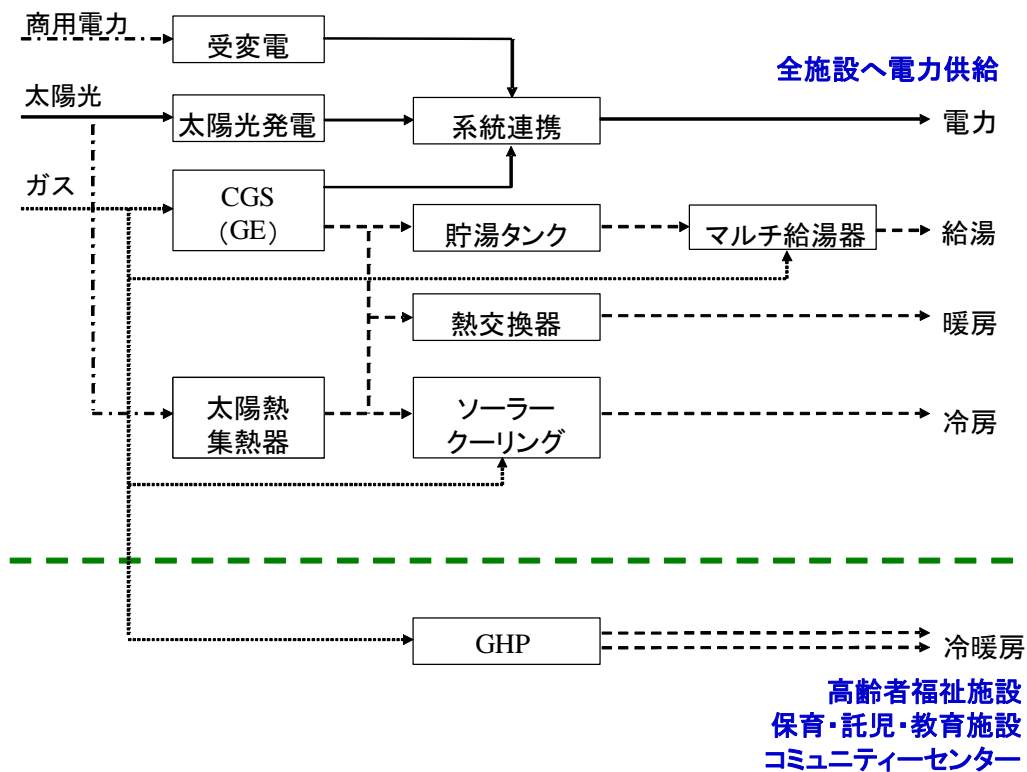 商用電力
受変電
全施設へ電力供給
太陽光
太陽光発電
系統連携
電力
ガス
CGS
(GE)
貯湯タンク
マルチ給湯器
給湯
熱交換器
暖房
太陽熱
集熱器
ソーラー
クーリング
冷房
GHP
冷暖房
高齢者福祉施設
保育・託児・教育施設
コミュニティーセンター